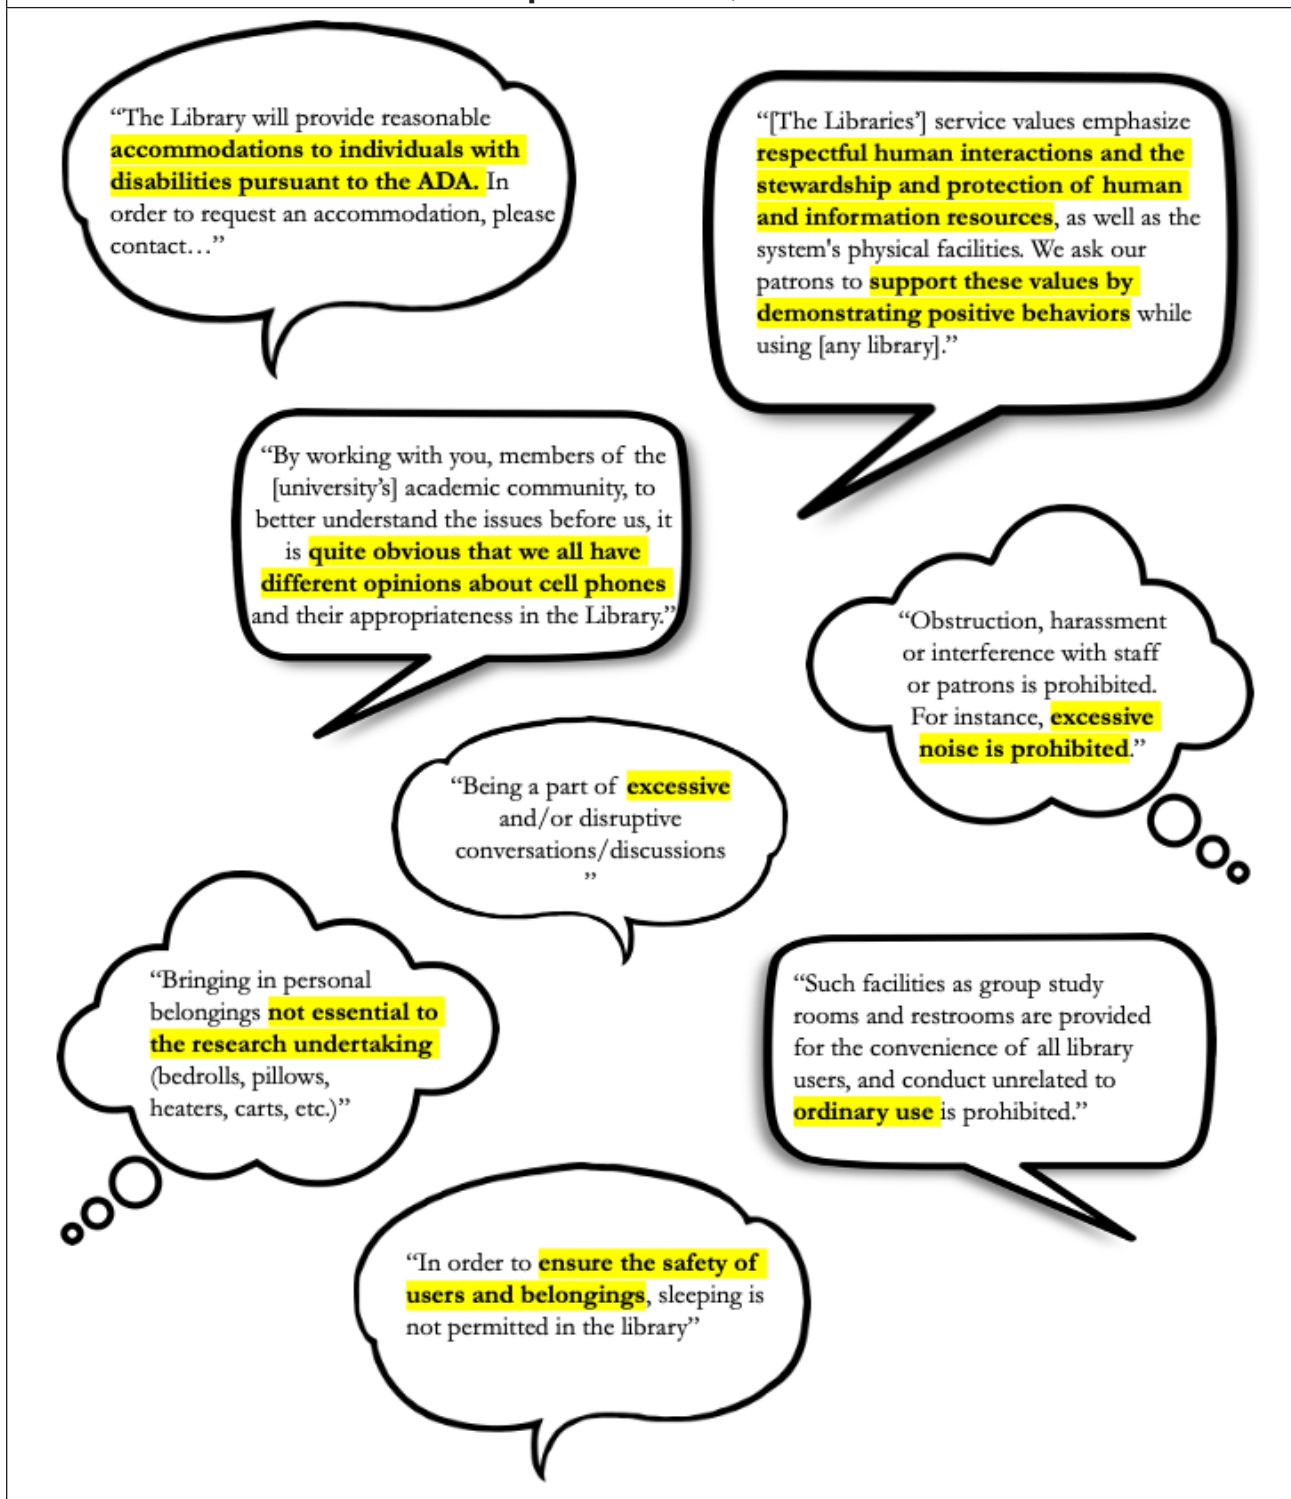 “The Library will provide reasonable
accommodations to individuals with
disabilities pursuant to the ADA. In
order to request an accommodation, please
contact…”
“[The Libraries’] service values emphasize
respectful human interactions and the
stewardship and protection of human
and information resources, as well as the
system's physical facilities. We ask our
patrons to support these values by
demonstrating positive behaviors while
using [any library].”
“By working with you, members of the
[university’s] academic community, to
better understand the issues before us, it
is quite obvious that we all have
different opinions about cell phones
and their appropriateness in the Library.”
“Obstruction, harassment
or interference with staff
or patrons is prohibited.
For instance, excessive
noise is prohibited.”
“Being a part of excessive
and/or disruptive
conversations/discussions
”
“Bringing in personal
belongings not essential to
the research undertaking
(bedrolls, pillows,
heaters, carts, etc.)”
“Such facilities as group study
rooms and restrooms are provided
for the convenience of all library
users, and conduct unrelated to
ordinary use is prohibited.”
“In order to ensure the safety of
users and belongings, sleeping is
not permitted in the library”